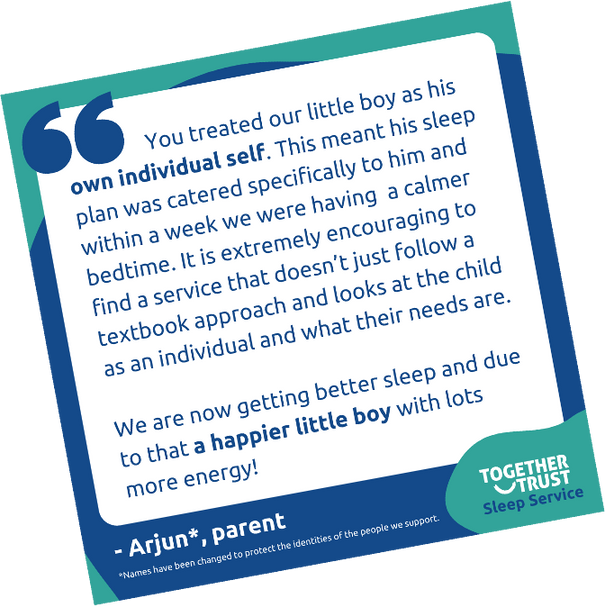 You treated our little boy as his
own individual self. This meant his sleep
plan was catered specifically to him and
within a week we were having a calmer
bedtime. It is extremely encouraging to
find a service that doesn't just follow a
textbook approach and looks at the child
as an individual and what their needs are.
We are now getting better sleep and due
to that a happier little boy with lots
more energy!
- Arjun*, parent
*Names have been changed to protect the identities of the people we support.
TOGETHER
TRUST
Sleep Service